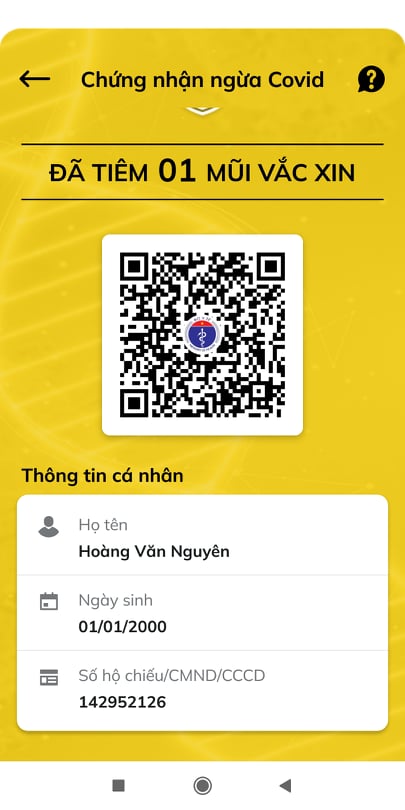 Chứng nhận ngừa Covid
ĐÃ TIÊM 01 MŨI VẮC XIN
Thông tin cá nhân
Họ tên
Hoàng Văn Nguyên
Ngày sinh
01/01/2000
Số hộ chiếu/CMND/CCCD
142952126